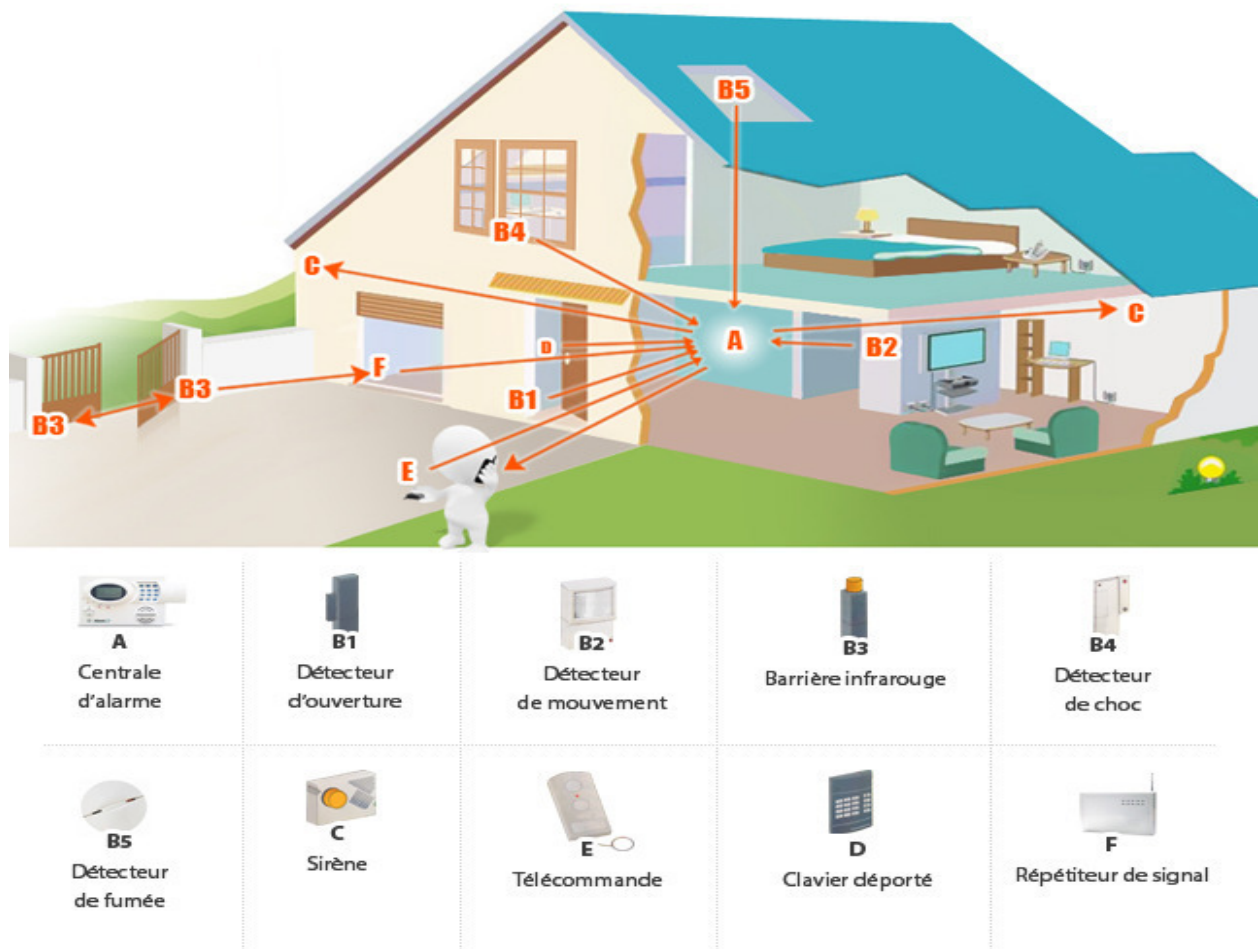 B5
B4
C
C
D
A
B2
F
B3
B1
B3
E
A
Centrale
d'alarme
B1
Détecteur
d'ouverture
B2
Détecteur
de mouvement
B3
Barrière infrarouge
B4
Détecteur
de choc
B5
Détecteur
de fumée
C
Sirène
E
Télécommande
D
Clavier déporté
F
Répétiteur de signal